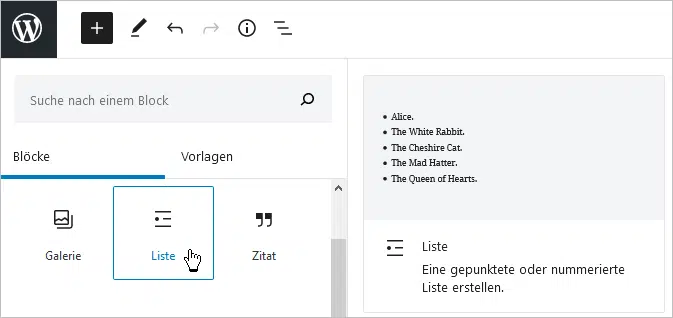 Suche nach einem Block
Blöcke
Vorlagen
Galerie
Liste
Zitat
Alice.
The White Rabbit.
The Cheshire Cat.
The Mad Hatter.
The Queen of Hearts.
Liste
Eine gepunktete oder nummerierte
Liste erstellen.